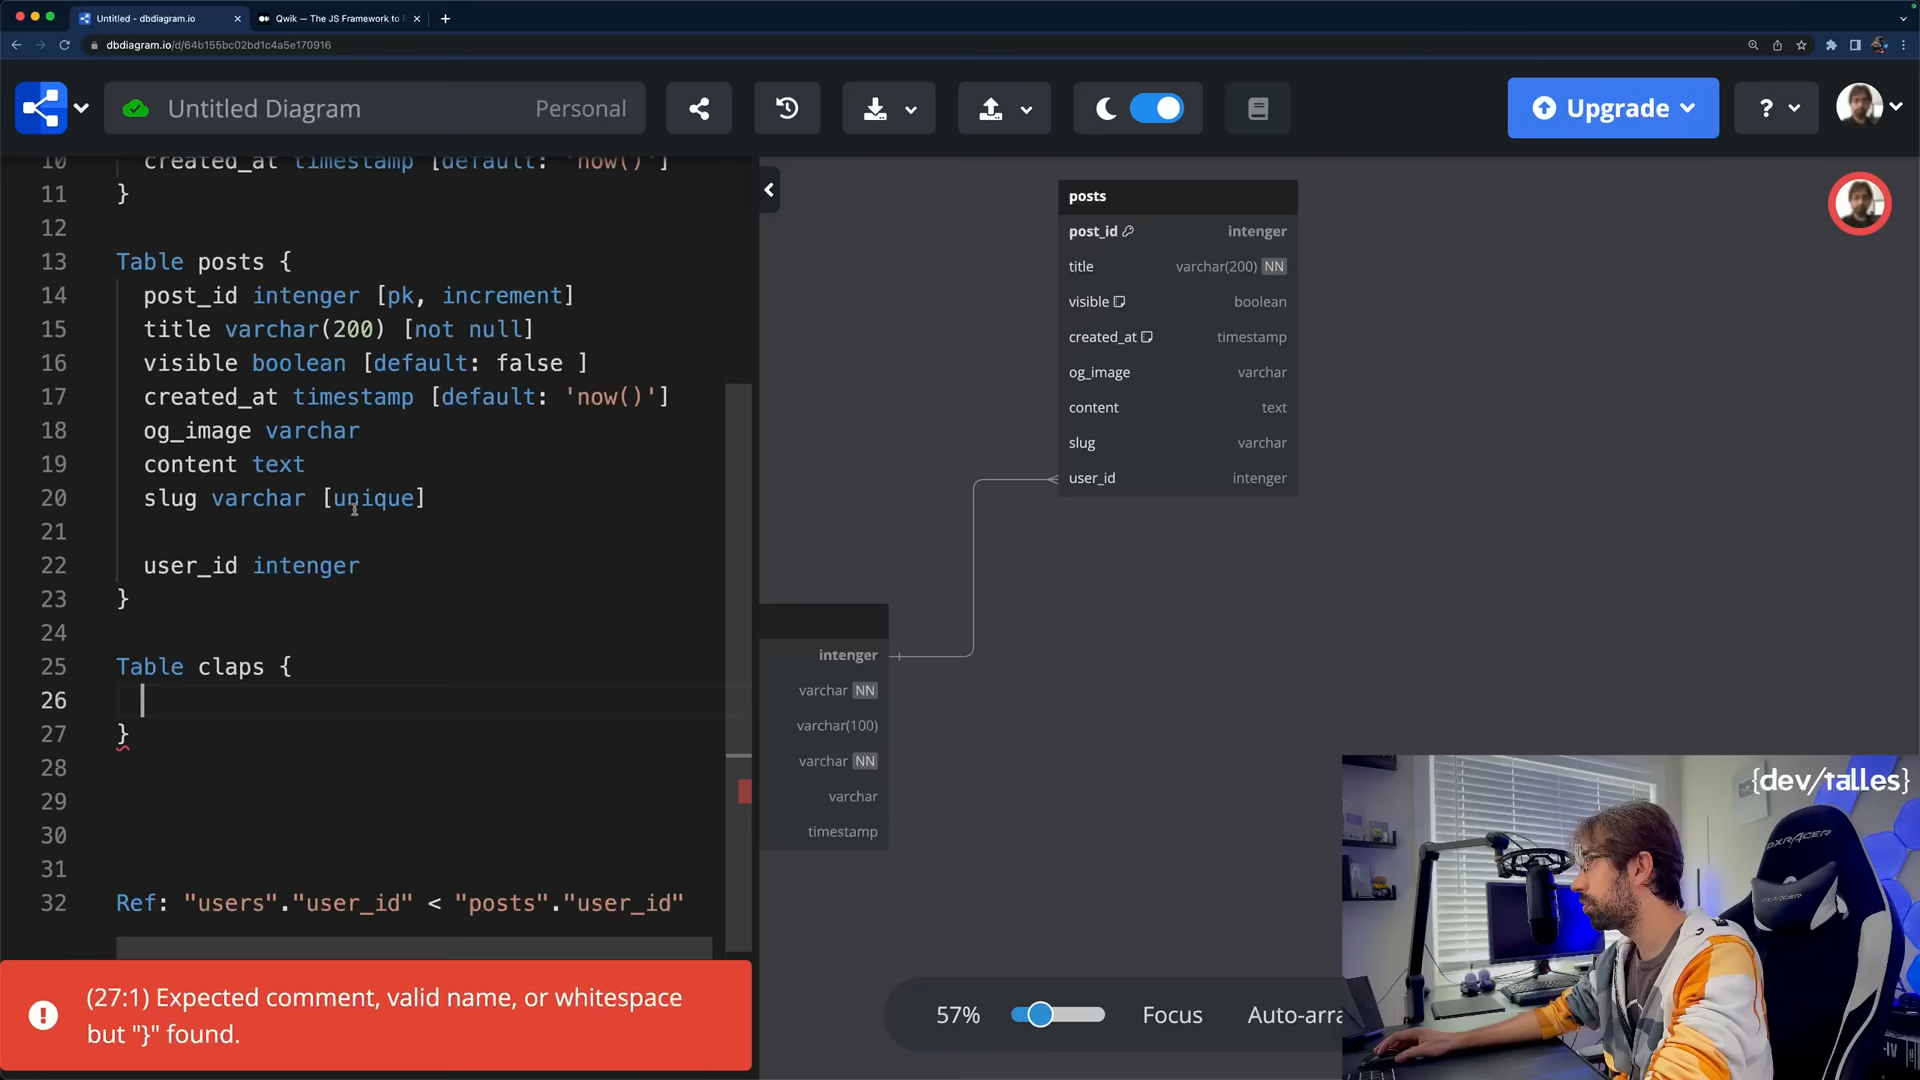 Untitled - dbdiagram.io
Qwik — The JS Framework to
dbdiagram.io/d/64b155bc02bd1c4a5e170916
Untitled Diagram
Personal
Upgrade
?
10 created_at timestamp [default: 'now()']
11 }
12
13 Table posts {
14 post_id intenger [pk, increment]
15 title varchar(200) [not null]
16 visible boolean [default: false ]
17 created_at timestamp [default: 'now()']
18 og_image varchar
19 content text
20 slug varchar [unique]
21
22 user_id intenger
23 }
24
25 Table claps {
26
27 }
28
29
30
31
32 Ref: "users"."user_id" < "posts"."user_id"
(27:1) Expected comment, valid name, or whitespace
but "}" found.
posts
post_id intenger
title varchar(200) NN
visible boolean
created_at timestamp
og_image varchar
content text
slug varchar
user_id intenger
intenger
varchar NN
varchar(100)
varchar NN
varchar
timestamp
57%
Focus
Auto-arra
{dev/talles}
DXRACER